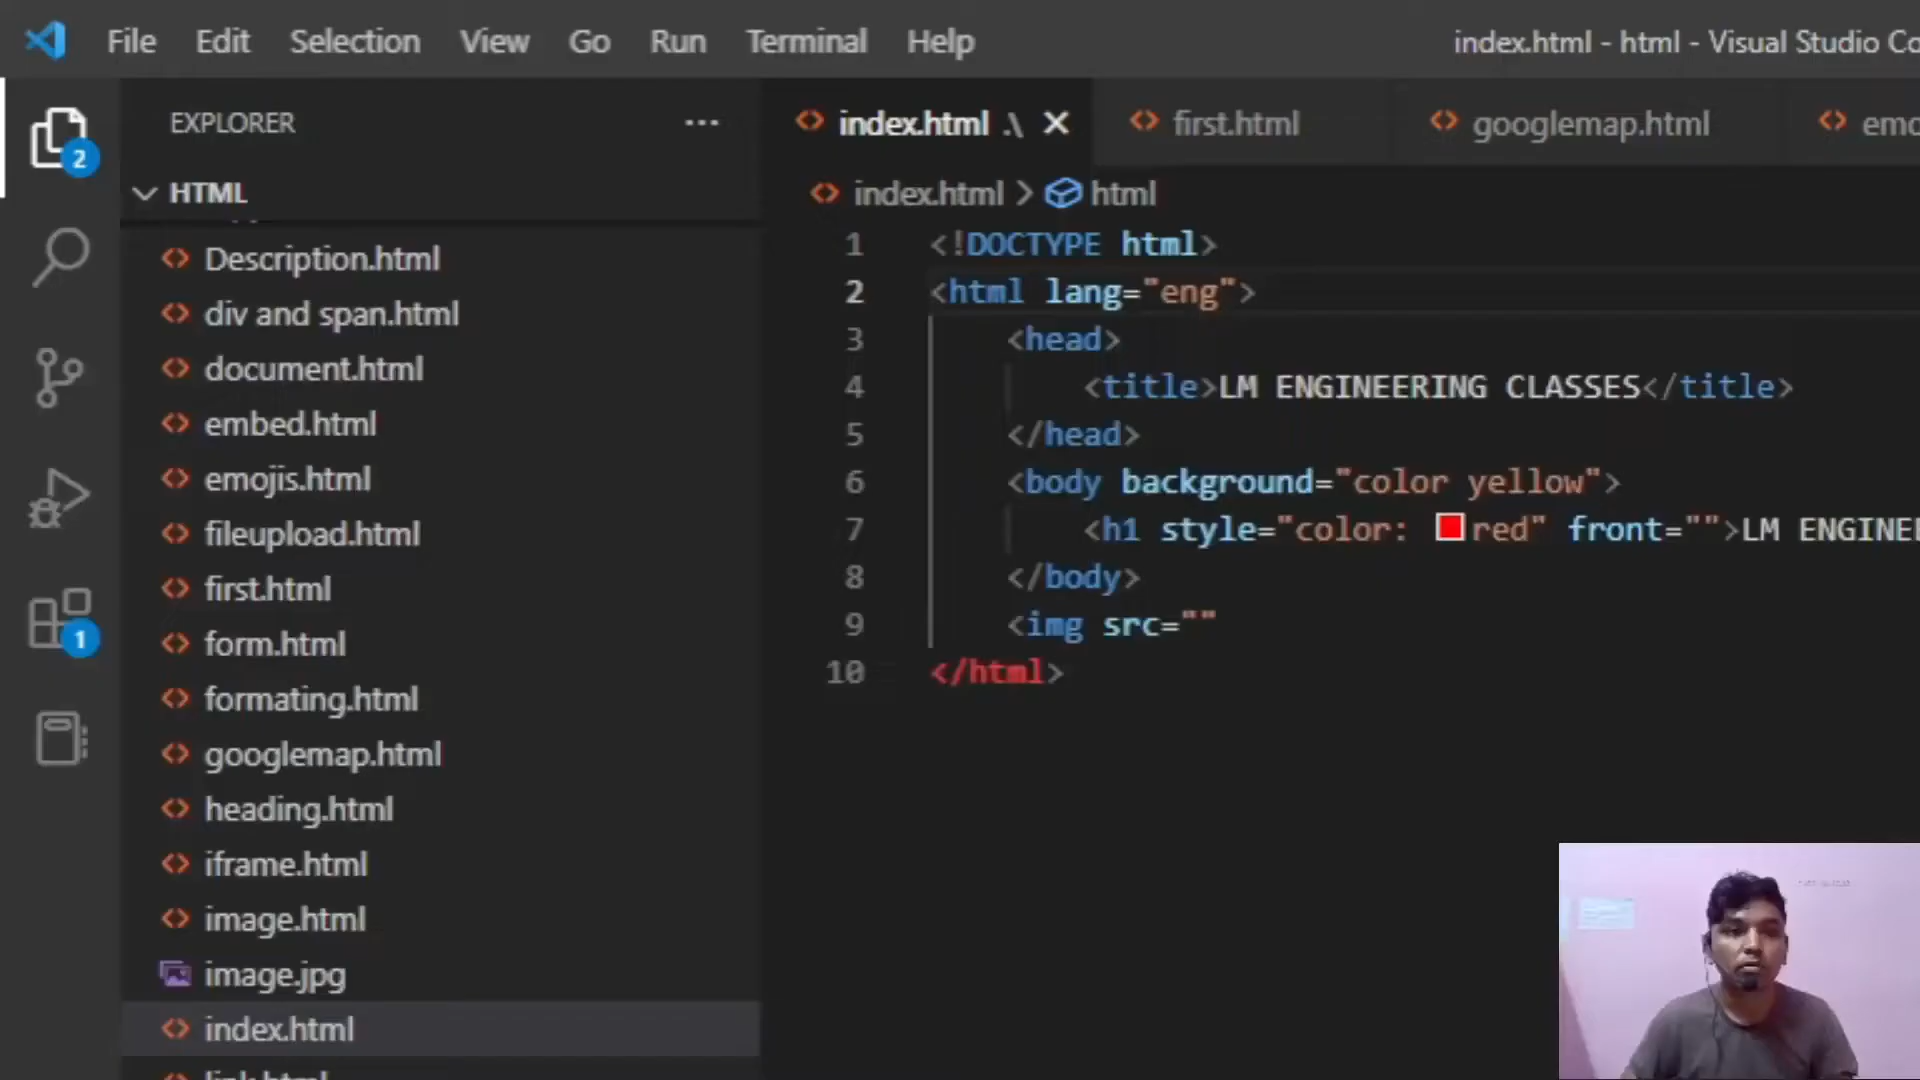 File Edit Selection View Go Run Terminal Help
index.html - html - Visual Studio Co
EXPLORER
HTML
Description.html
div and span.html
document.html
embed.html
emojis.html
fileupload.html
first.html
form.html
formating.html
googlemap.html
heading.html
iframe.html
image.html
image.jpg
index.html
2
1
index.html .\
first.html
googlemap.html
emo
index.html > html
1 <!DOCTYPE html>
2 <html lang="eng">
3 <head>
4 <title>LM ENGINEERING CLASSES</title>
5 </head>
6 <body background="color yellow">
7 <h1 style="color: red" front="">LM ENGINEE
8 </body>
9 <img src=""
10 </html>